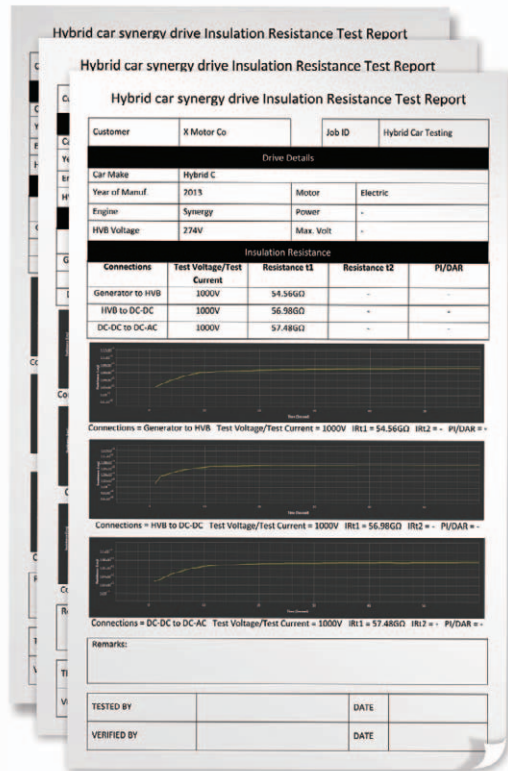 Hybrid car synergy drive Insulation Resistance Test Report
Hybrid car synergy drive Insulation Resistance Test Report
Hybrid car synergy drive Insulation Resistance Test Report
Customer X Motor Co Job ID Hybrid Car Testing
Drive Details
Car Make Hybrid C
Year of Manuf. 2013 Motor Electric
Engine Synergy Power -
HVB Voltage 274V Max. Volt -
Insulation Resistance
Connections Test Voltage/Test Resistance t1 Resistance t2 PI/DAR
Current
Generator to HVB 1000V 54.56GΩ - -
HVB to DC-DC 1000V 56.98GΩ - -
DC-DC to DC-AC 1000V 57.48GΩ - -
Connections = Generator to HVB Test Voltage/Test Current = 1000V IRt1 = 54.56GΩ IRt2 = - PI/DAR = -
Connections = HVB to DC-DC Test Voltage/Test Current = 1000V IRt1 = 56.98GΩ IRt2 = - PI/DAR = -
Connections = DC-DC to DC-AC Test Voltage/Test Current = 1000V IRt1 = 57.48GΩ IRt2 = - PI/DAR = -
Remarks:
TESTED BY DATE
VERIFIED BY DATE